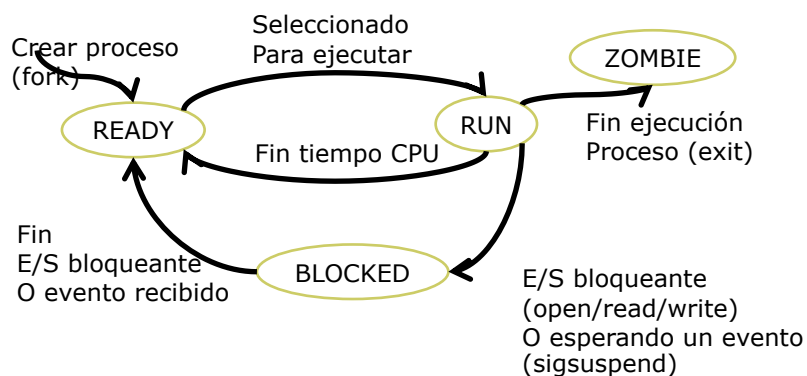 Crear proceso
(fork)
Seleccionado
Para ejecutar
ZOMBIE
READY
RUN
Fin ejecución
Proceso (exit)
Fin tiempo CPU
Fin
E/S bloqueante
O evento recibido
BLOCKED
E/S bloqueante
(open/read/write)
O esperando un evento
(sigsuspend)